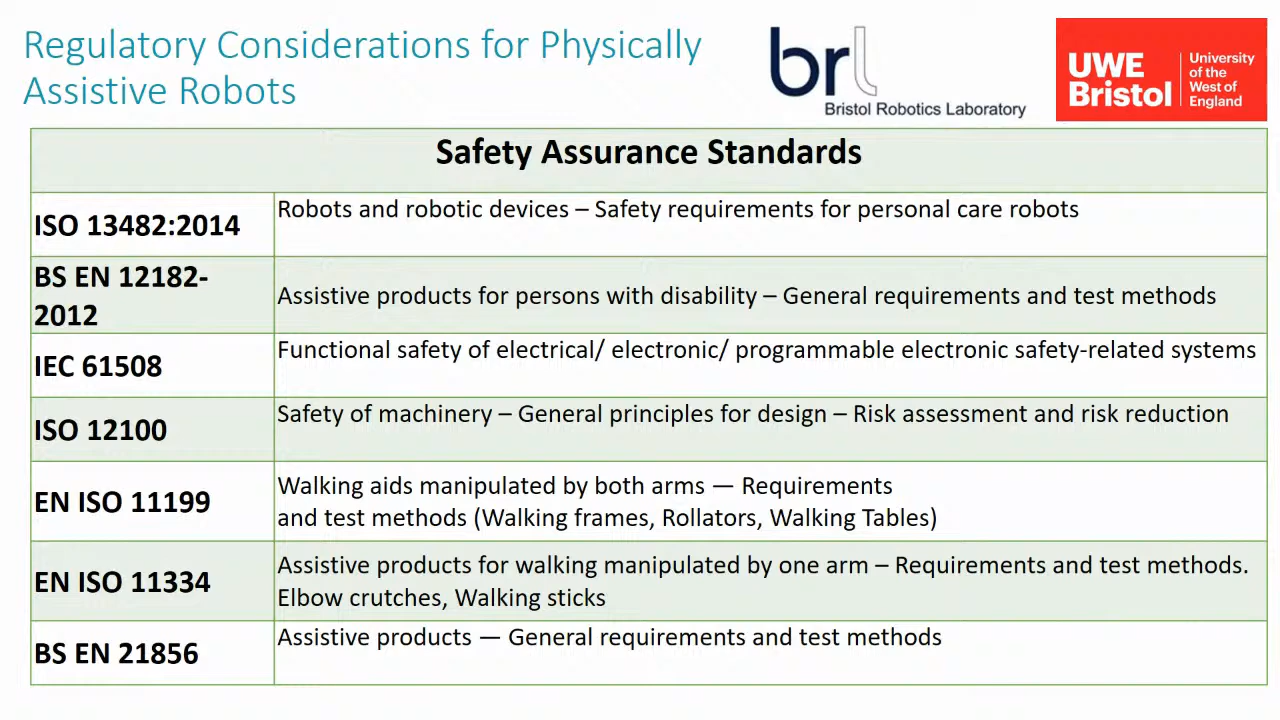 Regulatory Considerations for Physically
Assistive Robots
brl
Bristol Robotics Laboratory
UWE
Bristol
University
of the
West of
England
Safety Assurance Standards
ISO 13482:2014
Robots and robotic devices – Safety requirements for personal care robots
BS EN 12182-
2012
Assistive products for persons with disability – General requirements and test methods
IEC 61508
Functional safety of electrical/ electronic/ programmable electronic safety-related systems
ISO 12100
Safety of machinery – General principles for design – Risk assessment and risk reduction
EN ISO 11199
Walking aids manipulated by both arms — Requirements
and test methods (Walking frames, Rollators, Walking Tables)
EN ISO 11334
Assistive products for walking manipulated by one arm – Requirements and test methods.
Elbow crutches, Walking sticks
BS EN 21856
Assistive products — General requirements and test methods